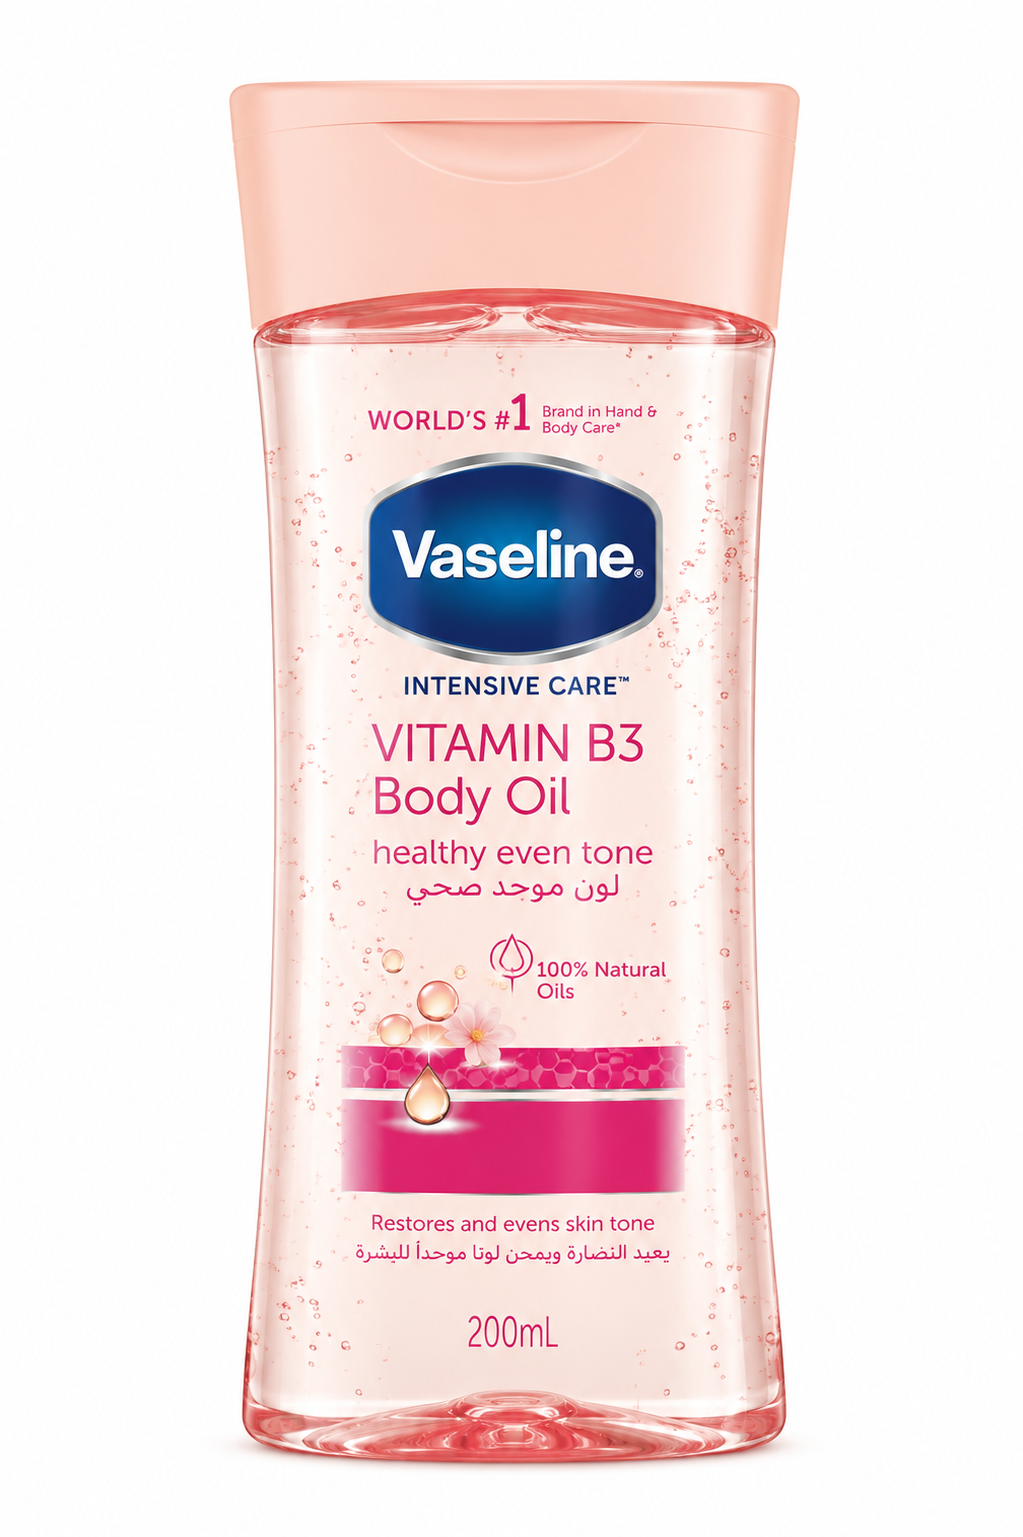 WORLD'S #1 Brand in Hand &
Body Care*
Vaseline®
INTENSIVE CARE™
VITAMIN B3
Body Oil
healthy even tone
لون موحد صحي
100% Natural
Oils
Restores and evens skin tone
يعيد النضارة ويمحن لوتا موحدأ للبشرة
200mL